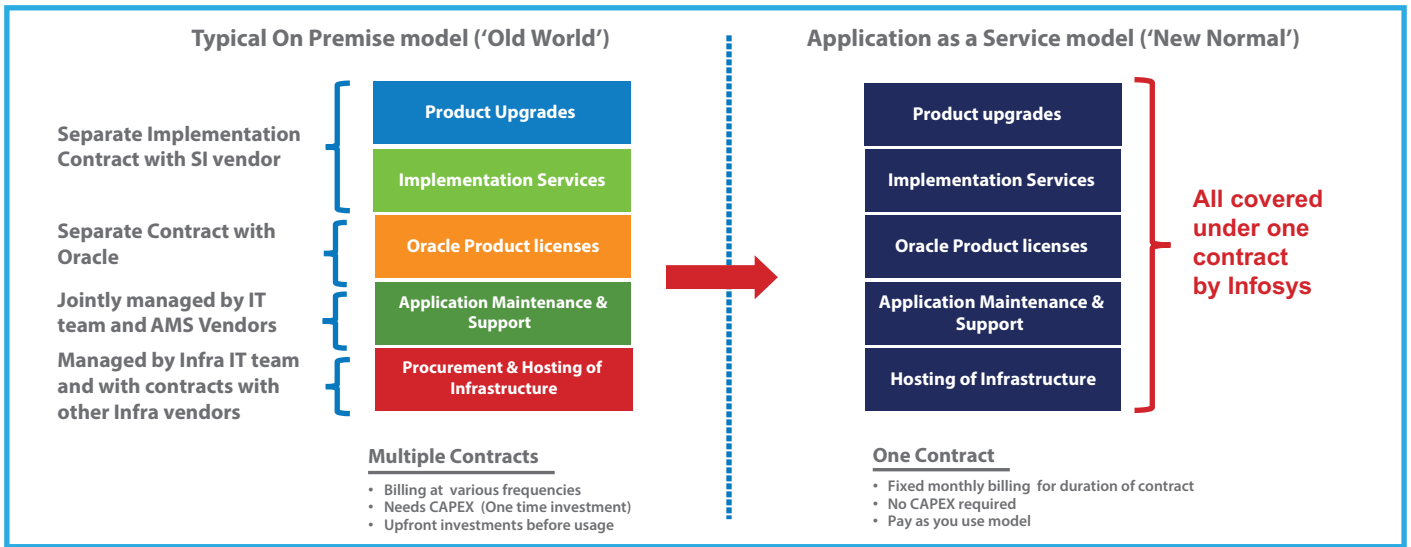 Typical On Premise model (‘Old World’)
Separate Implementation
Contract with SI vendor
Separate Contract with
Oracle
Jointly managed by IT
team and AMS Vendors
Managed by Infra IT team
and with contracts with
other Infra vendors
Product Upgrades
Implementation Services
Oracle Product licenses
Application Maintenance &
Support
Procurement & Hosting of
Infrastructure
Multiple Contracts
• Billing at various frequencies
• Needs CAPEX (One time investment)
• Upfront investments before usage
Application as a Service model (‘New Normal’)
Product upgrades
Implementation Services
Oracle Product licenses
Application Maintenance &
Support
Hosting of Infrastructure
All covered
under one
contract
by Infosys
One Contract
• Fixed monthly billing for duration of contract
• No CAPEX required
• Pay as you use model